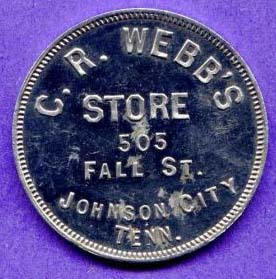 C. R. WEBB'S
STORE
505
FALL ST.
JOHNSON CITY
TENN.